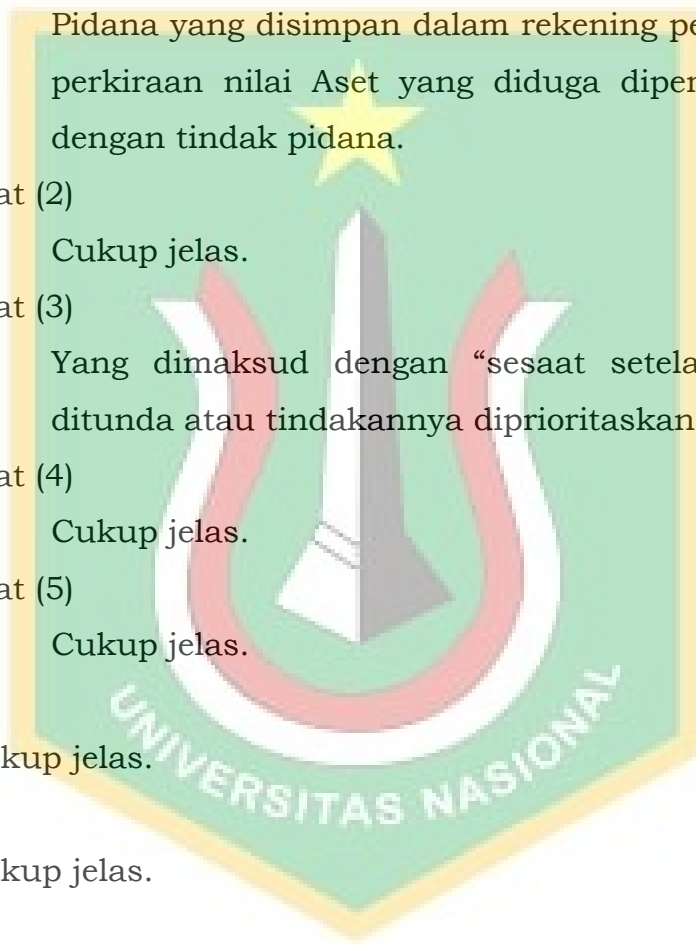 Pidana yang disimpan dalam rekening pe
perkiraan nilai Aset yang diduga diper
dengan tindak pidana.
at (2)
Cukup jelas.
at (3)
Yang dimaksud dengan “sesaat setela
ditunda atau tindakannya diprioritaskan
at (4)
Cukup jelas.
at (5)
Cukup jelas.
kup jelas.
UNIVERSITAS NASIONAL
kup jelas.